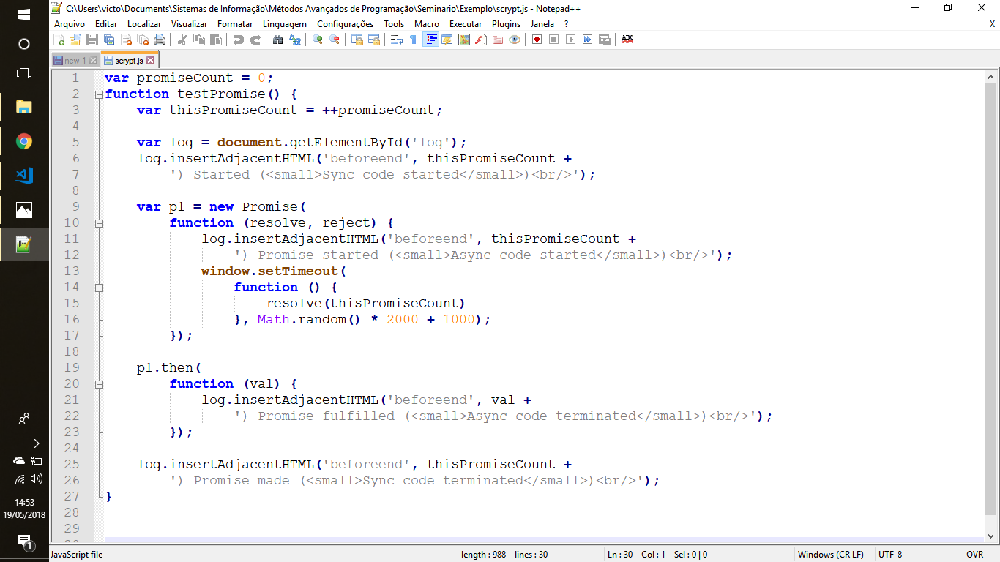 C:\Users\victo\Documents\Sistemas de Informação\Métodos Avançados de Programação\Seminario\Exemplo\scrypt.js - Notepad++
Arquivo Editar Localizar Visualizar Formatar Linguagem Configurações Tools Macro Executar Plugins Janela ? X
ABC
new 1 scrypt.js
1 var promiseCount = 0;
2 function testPromise() {
3     var thisPromiseCount = ++promiseCount;
4
5     var log = document.getElementById('log');
6     log.insertAdjacentHTML('beforeend', thisPromiseCount +
7         ') Started (<small>Sync code started</small>)<br/>');
8
9     var p1 = new Promise(
10         function (resolve, reject) {
11             log.insertAdjacentHTML('beforeend', thisPromiseCount +
12                 ') Promise started (<small>Async code started</small>)<br/>');
13             window.setTimeout(
14                 function () {
15                     resolve(thisPromiseCount)
16                 }, Math.random() * 2000 + 1000);
17         });
18
19     p1.then(
20         function (val) {
21             log.insertAdjacentHTML('beforeend', val +
22                 ') Promise fulfilled (<small>Async code terminated</small>)<br/>');
23         });
24
25     log.insertAdjacentHTML('beforeend', thisPromiseCount +
26         ') Promise made (<small>Sync code terminated</small>)<br/>');
27 }
28
29
JavaScript file length : 988 lines : 30 Ln : 30 Col : 1 Sel : 0 | 0 Windows (CR LF) UTF-8 OVR
14:53
19/05/2018
1